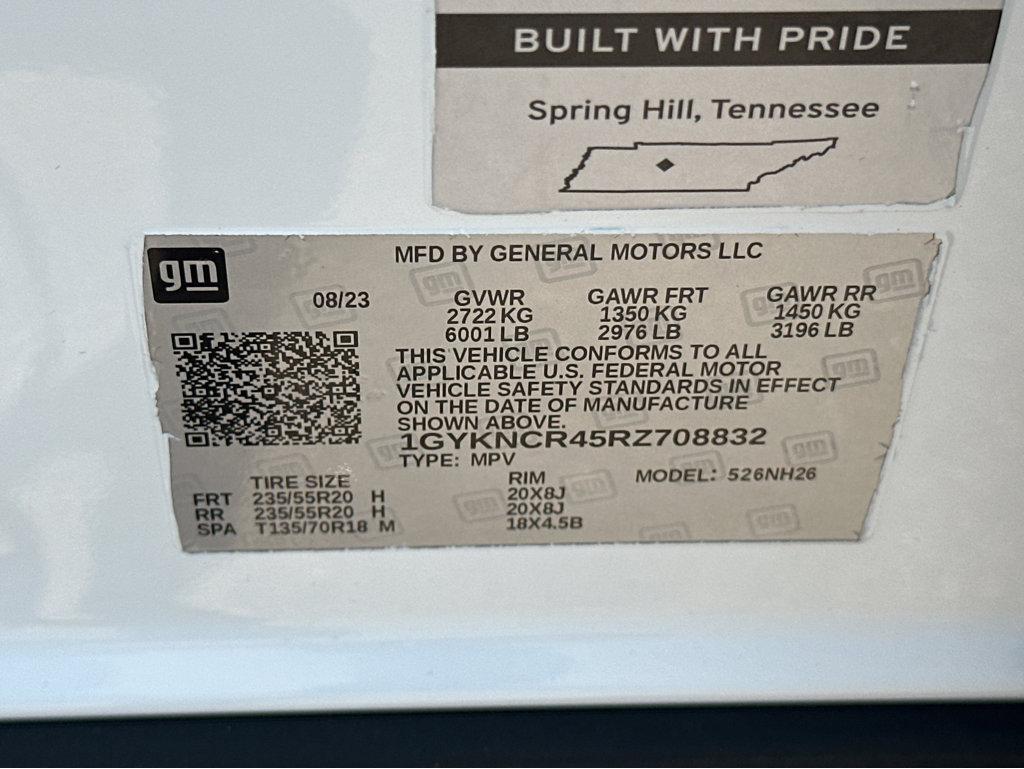 BUILT WITH PRIDE
Spring Hill, Tennessee
gm
MFD BY GENERAL MOTORS LLC
08/23 GVWR GAWR FRT GAWR RR
2722 KG 1350 KG 1450 KG
6001 LB 2976 LB 3196 LB
THIS VEHICLE CONFORMS TO ALL
APPLICABLE U.S. FEDERAL MOTOR
VEHICLE SAFETY STANDARDS IN EFFECT
ON THE DATE OF MANUFACTURE
SHOWN ABOVE.
1GYKNCR45RZ708832
TYPE: MPV
TIRE SIZE RIM MODEL: 526NH26
FRT 235/55R20 H 20X8J
RR 235/55R20 H 20X8J
SPA T135/70R18 M 18X4.5B